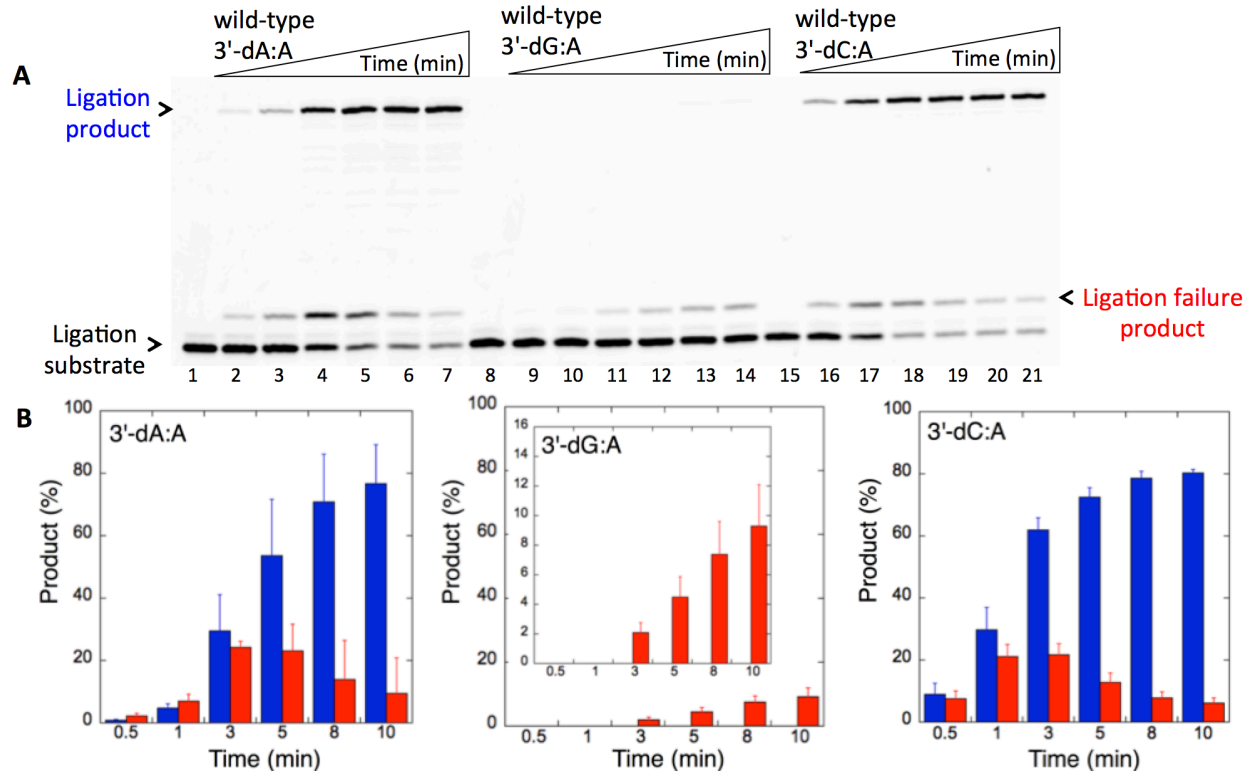 wild-type
3'-dA:A
Time (min)
wild-type
3'-dG:A
Time (min)
wild-type
3'-dC:A
Time (min)
A
Ligation
product
Ligation failure
product
Ligation
substrate
1 2 3 4 5 6 7 8 9 10 11 12 13 14 15 16 17 18 19 20 21
B
3'-dA:A
100
80
60
40
20
0
Product (%)
0.5 1 3 5 8 10
Time (min)
3'-dG:A
100
80
60
40
20
0
Product (%)
16
14
12
10
8
6
4
2
0
0.5 1 3 5 8 10
0.5 1 3 5 8 10
Time (min)
3'-dC:A
100
80
60
40
20
0
Product (%)
0.5 1 3 5 8 10
Time (min)